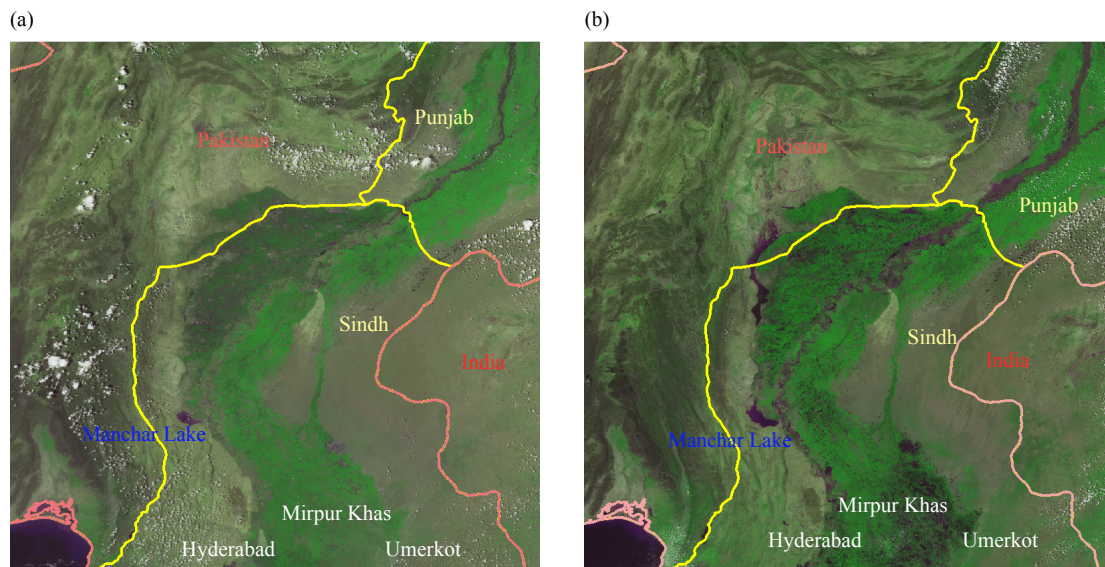 (a)
Punjab
Pakistan
Sindh
India
Manchar Lake
Mirpur Khas
Hyderabad
Umerkot
(b)
Pakistan
Punjab
Sindh
India
Manchar Lake
Mirpur Khas
Hyderabad
Umerkot